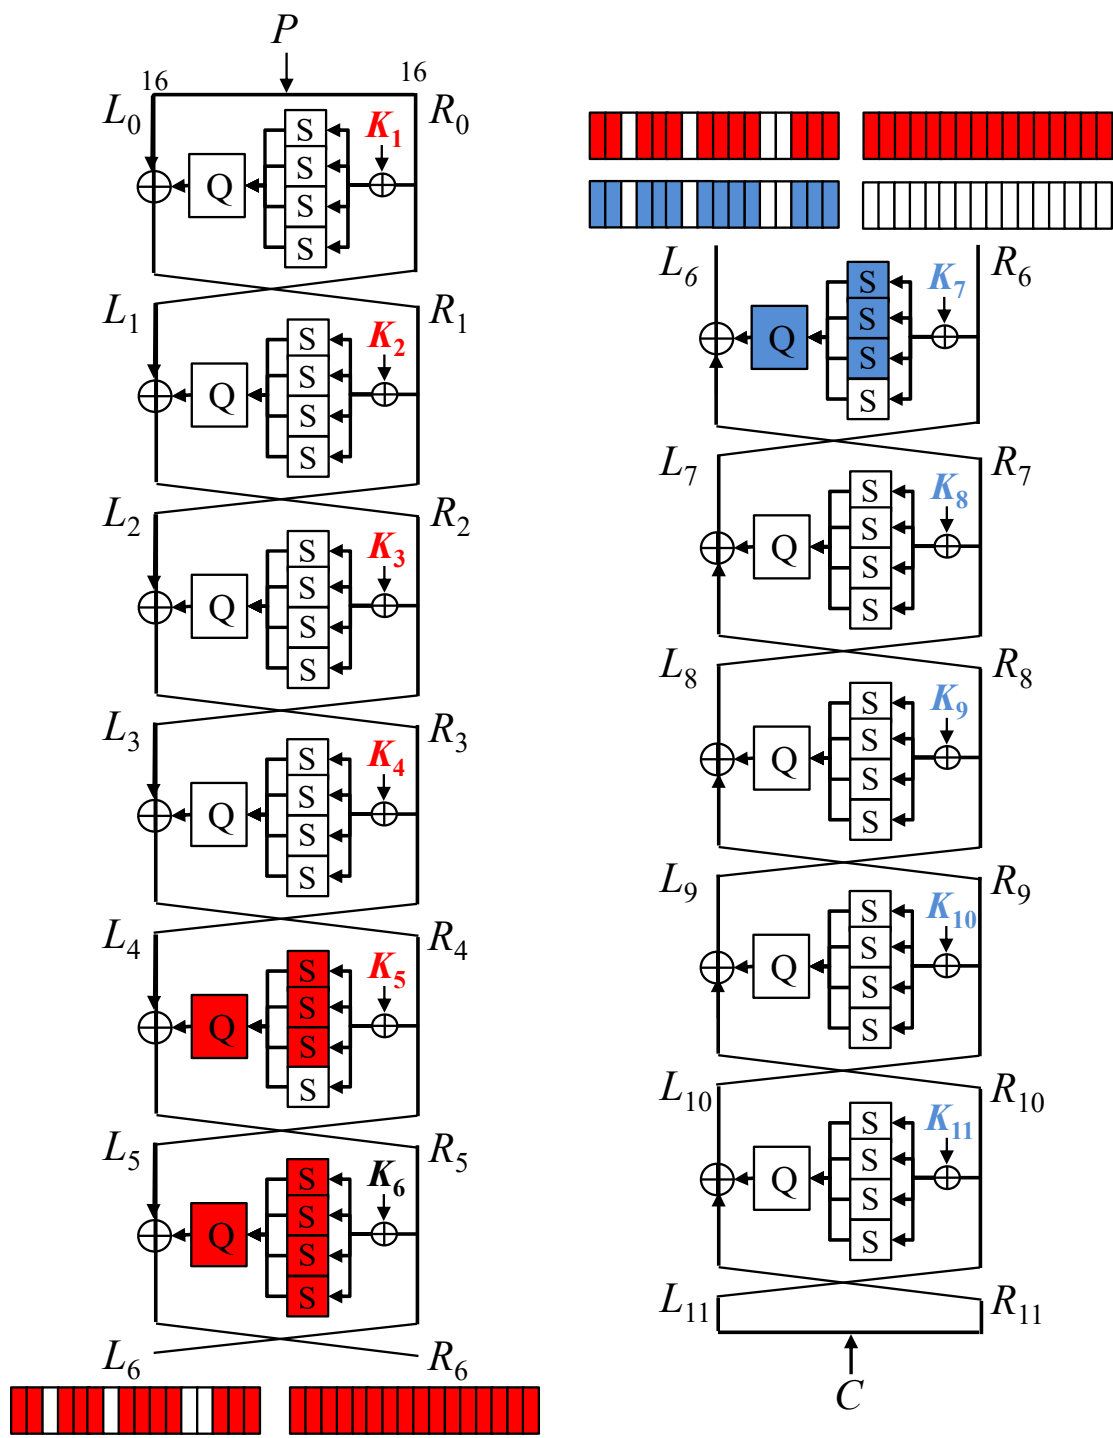 P
16 16
L₀ R₀
K₁
Q S S S S
L₁ R₁
K₂
Q S S S S
L₂ R₂
K₃
Q S S S S
L₃ R₃
K₄
Q S S S S
L₄ R₄
K₅
Q S S S S
L₅ R₅
K₆
Q S S S S
L₆ R₆
L₆ R₆
K₇
Q S S S S
L₇ R₇
K₈
Q S S S S
L₈ R₈
K₉
Q S S S S
L₉ R₉
K₁₀
Q S S S S
L₁₀ R₁₀
K₁₁
Q S S S S
L₁₁ R₁₁
C